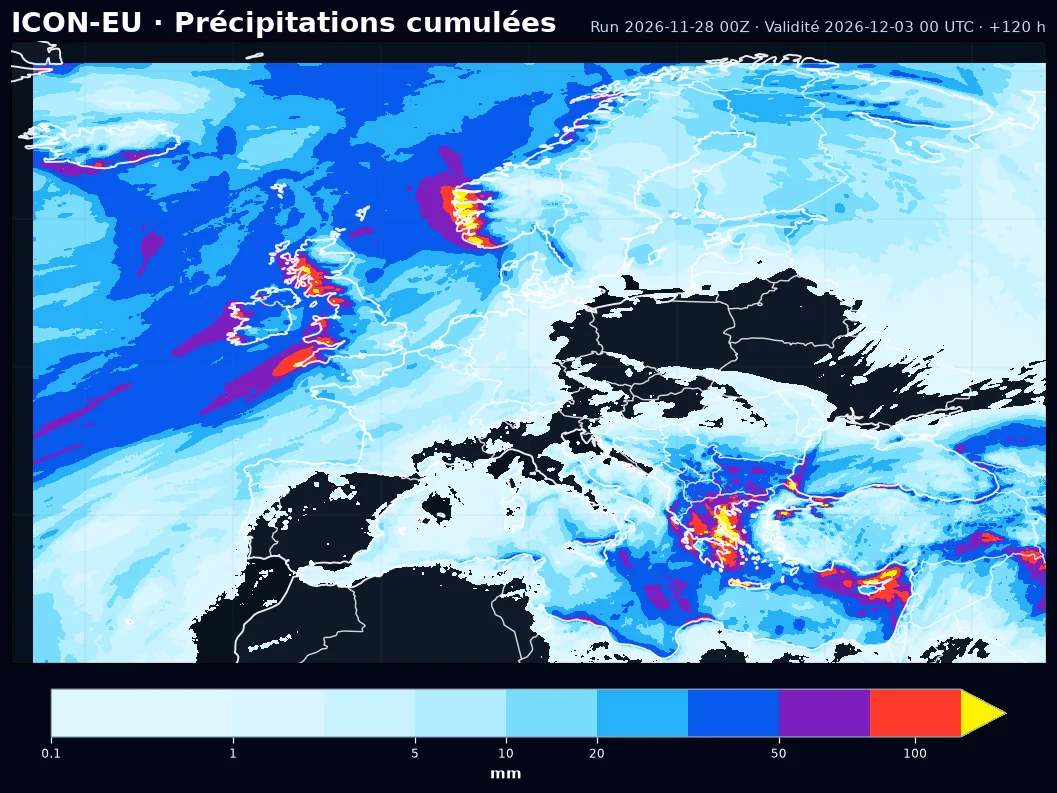 ICON-EU · Précipitations cumulées
Run 2026-11-28 00Z · Validité 2026-12-03 00 UTC · +120 h
0.1 1 5 10 20 50 100
mm